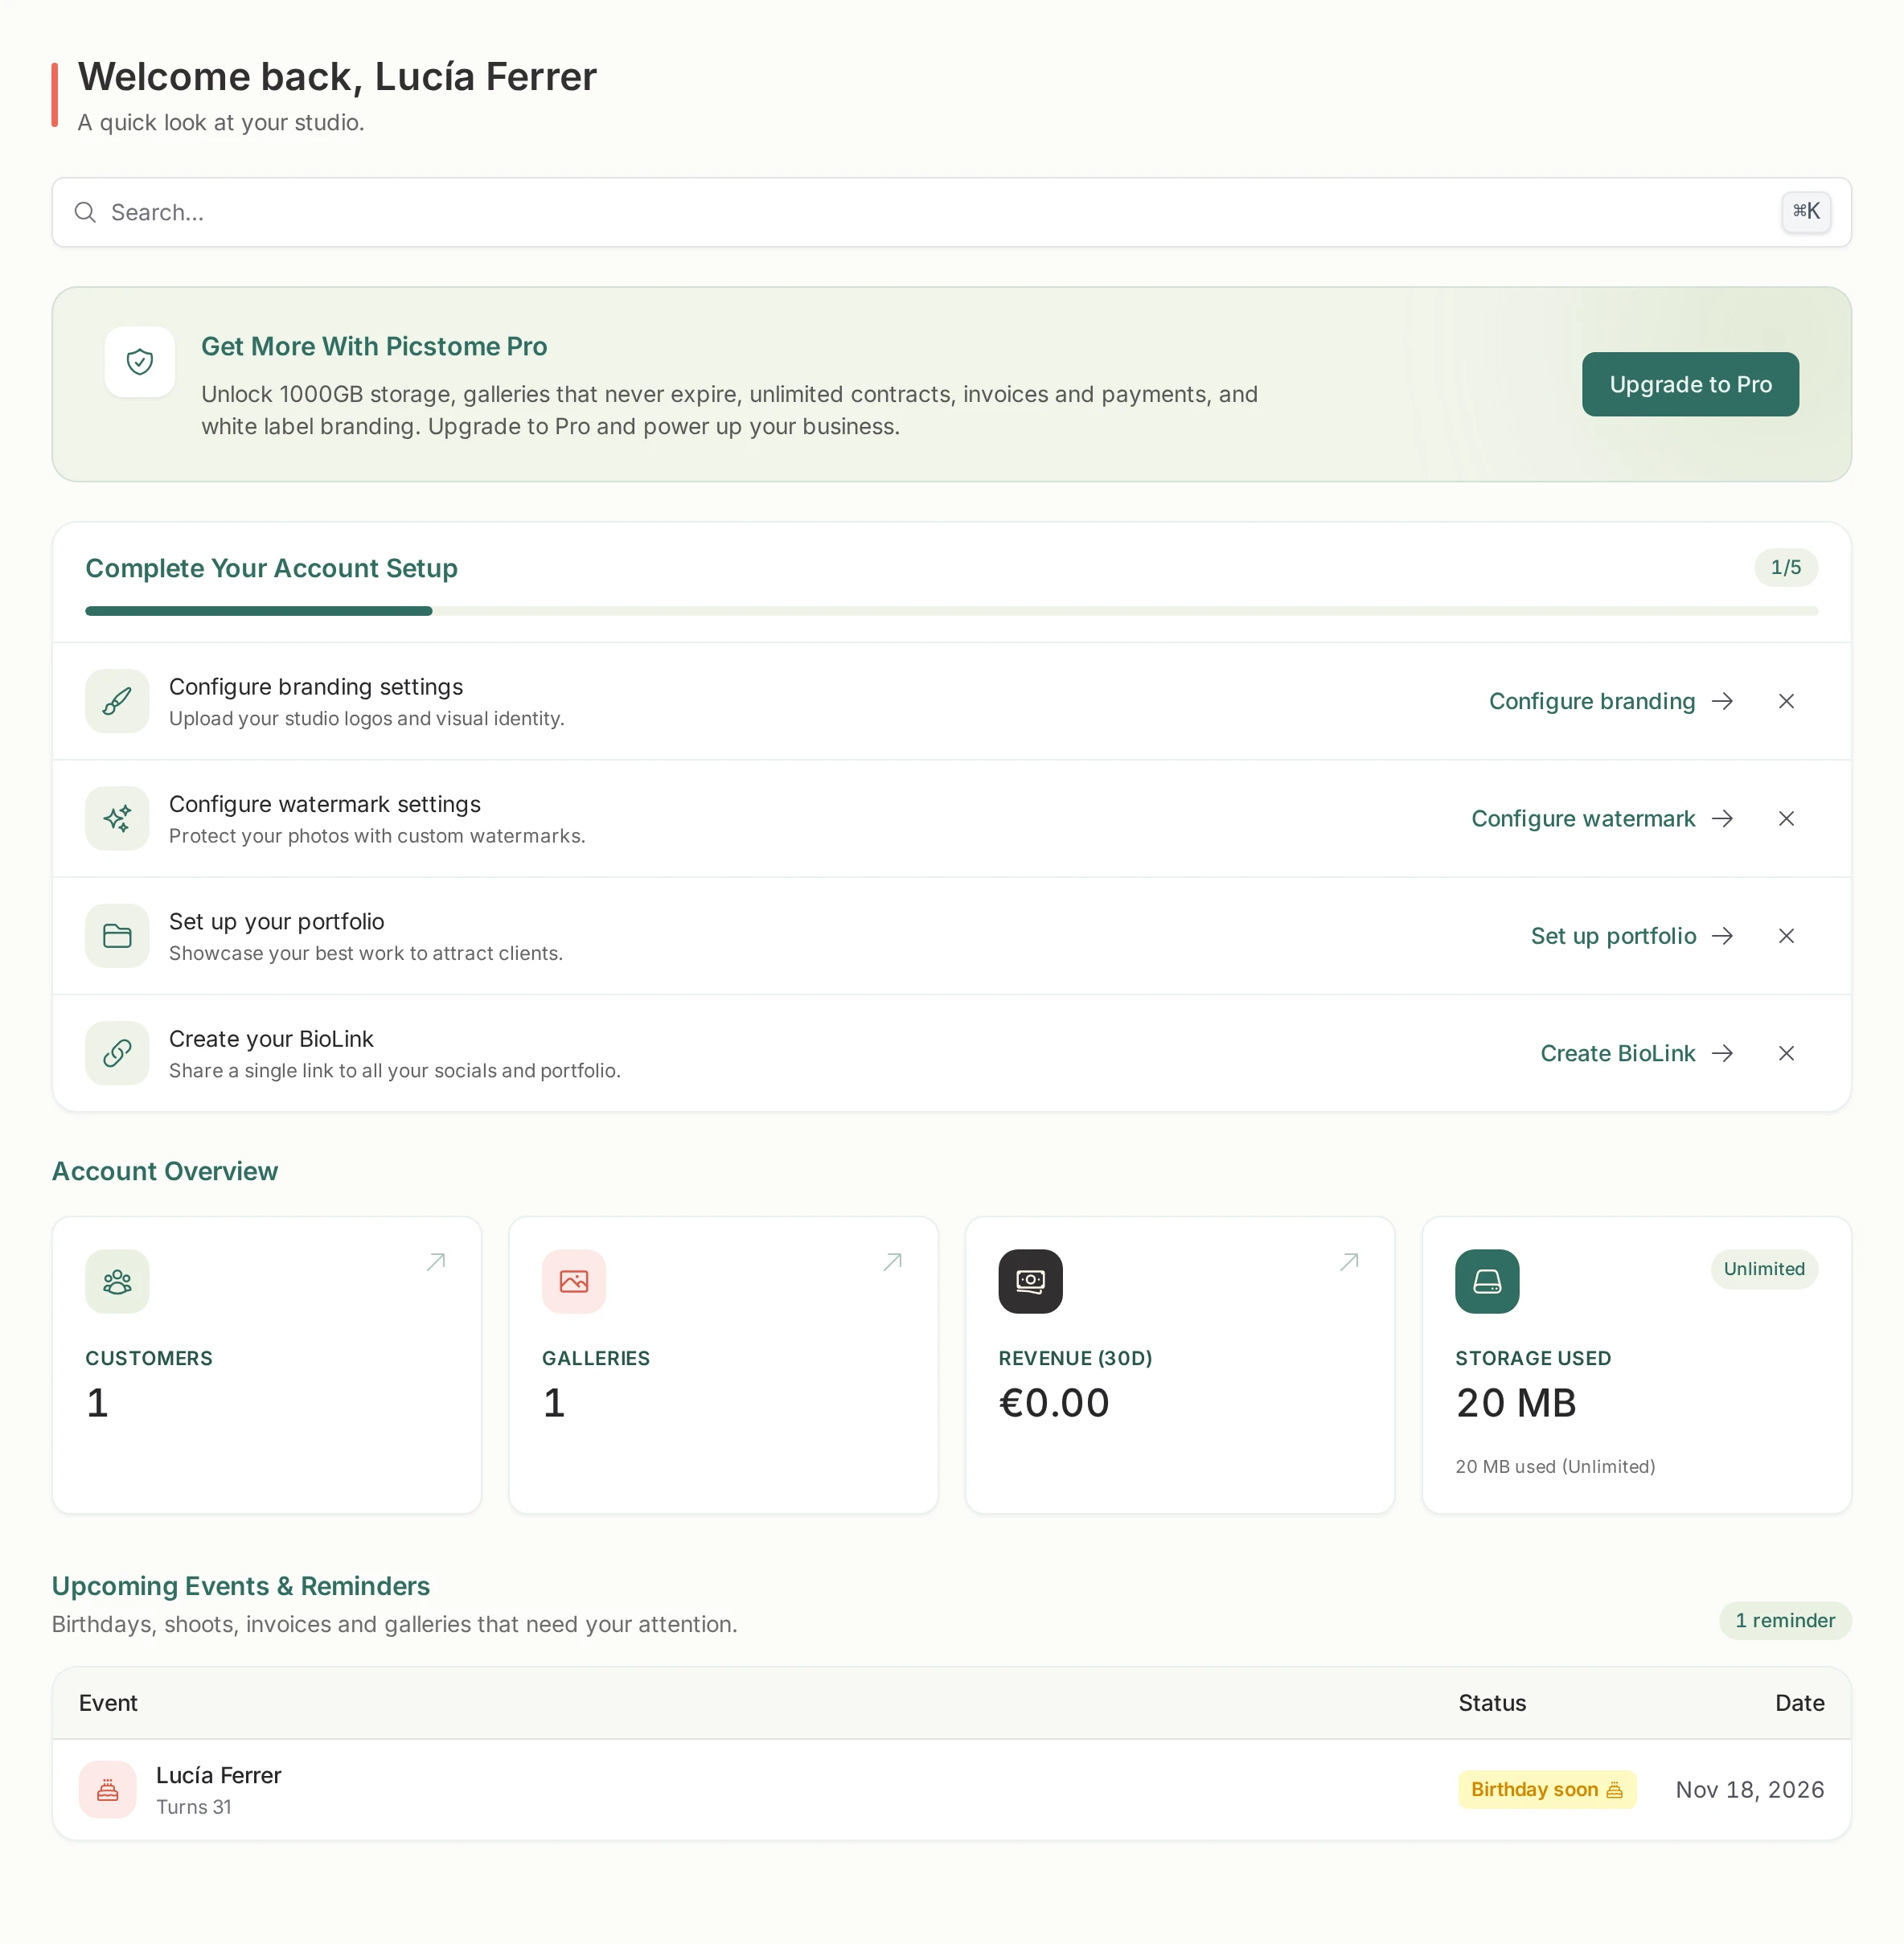 Welcome back, Lucía Ferrer
A quick look at your studio.
Search...
⌘K
Get More With Picstome Pro
Unlock 1000GB storage, galleries that never expire, unlimited contracts, invoices and payments, and
white label branding. Upgrade to Pro and power up your business.
Upgrade to Pro
Complete Your Account Setup
1/5
Configure branding settings
Upload your studio logos and visual identity.
Configure branding
Configure watermark settings
Protect your photos with custom watermarks.
Configure watermark
Set up your portfolio
Showcase your best work to attract clients.
Set up portfolio
Create your BioLink
Share a single link to all your socials and portfolio.
Create BioLink
Account Overview
CUSTOMERS
1
GALLERIES
1
REVENUE (30D)
€0.00
Unlimited
STORAGE USED
20 MB
20 MB used (Unlimited)
Upcoming Events & Reminders
Birthdays, shoots, invoices and galleries that need your attention.
1 reminder
Event Status Date
Lucía Ferrer
Turns 31
Birthday soon
Nov 18, 2026